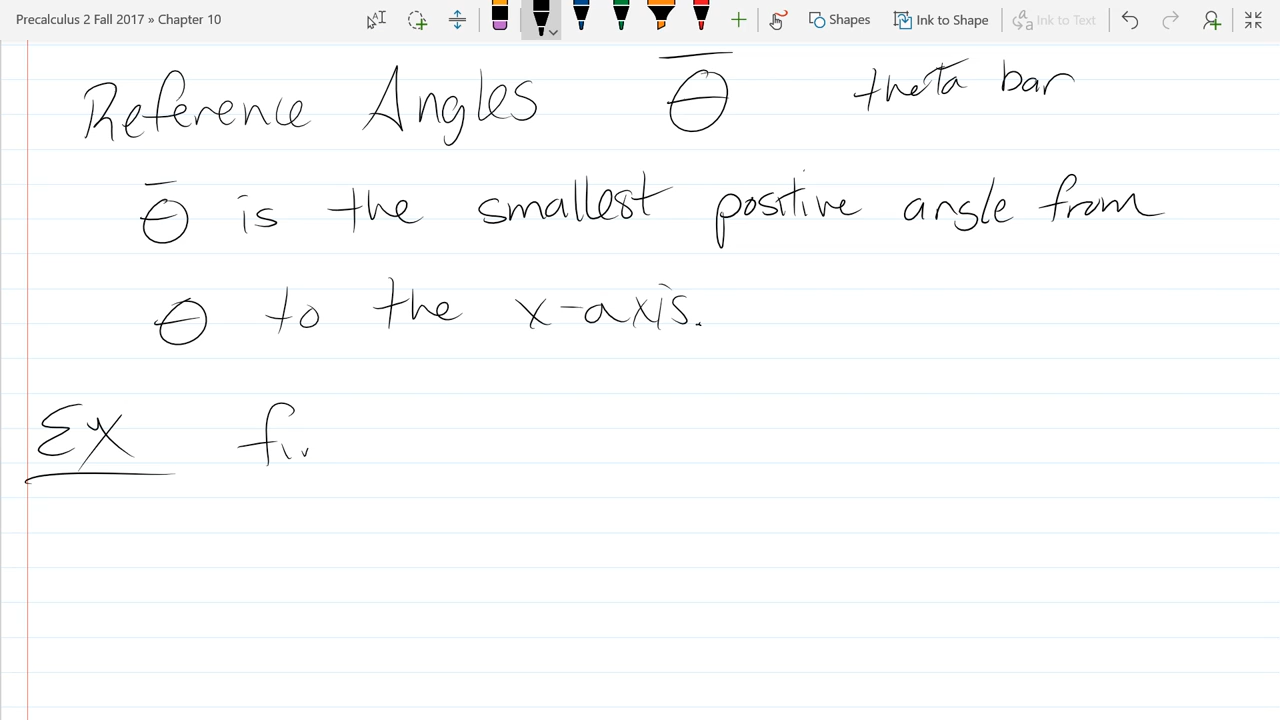 Precalculus 2 Fall 2017 » Chapter 10
Shapes
Ink to Shape
Ink to Text
Reference Angles θ̅ theta bar
θ̅ is the smallest positive angle from
θ to the x-axis.
EX